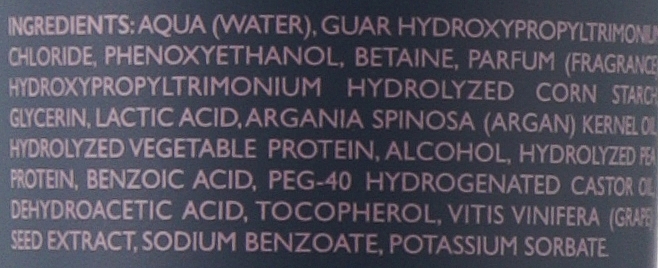 INGREDIENTS: AQUA (WATER), GUAR HYDROXYPROPYLTRIMONIUM
CHLORIDE, PHENOXYETHANOL, BETAINE, PARFUM (FRAGRANCE
HYDROXYPROPYLTRIMONIUM HYDROLYZED CORN STARCH
GLYCERIN, LACTIC ACID, ARGANIA SPINOSA (ARGAN) KERNEL OIL
HYDROLYZED VEGETABLE PROTEIN, ALCOHOL, HYDROLYZED PEA
PROTEIN, BENZOIC ACID, PEG-40 HYDROGENATED CASTOR OIL,
DEHYDROACETIC ACID, TOCOPHEROL, VITIS VINIFERA (GRAPE)
SEED EXTRACT, SODIUM BENZOATE, POTASSIUM SORBATE